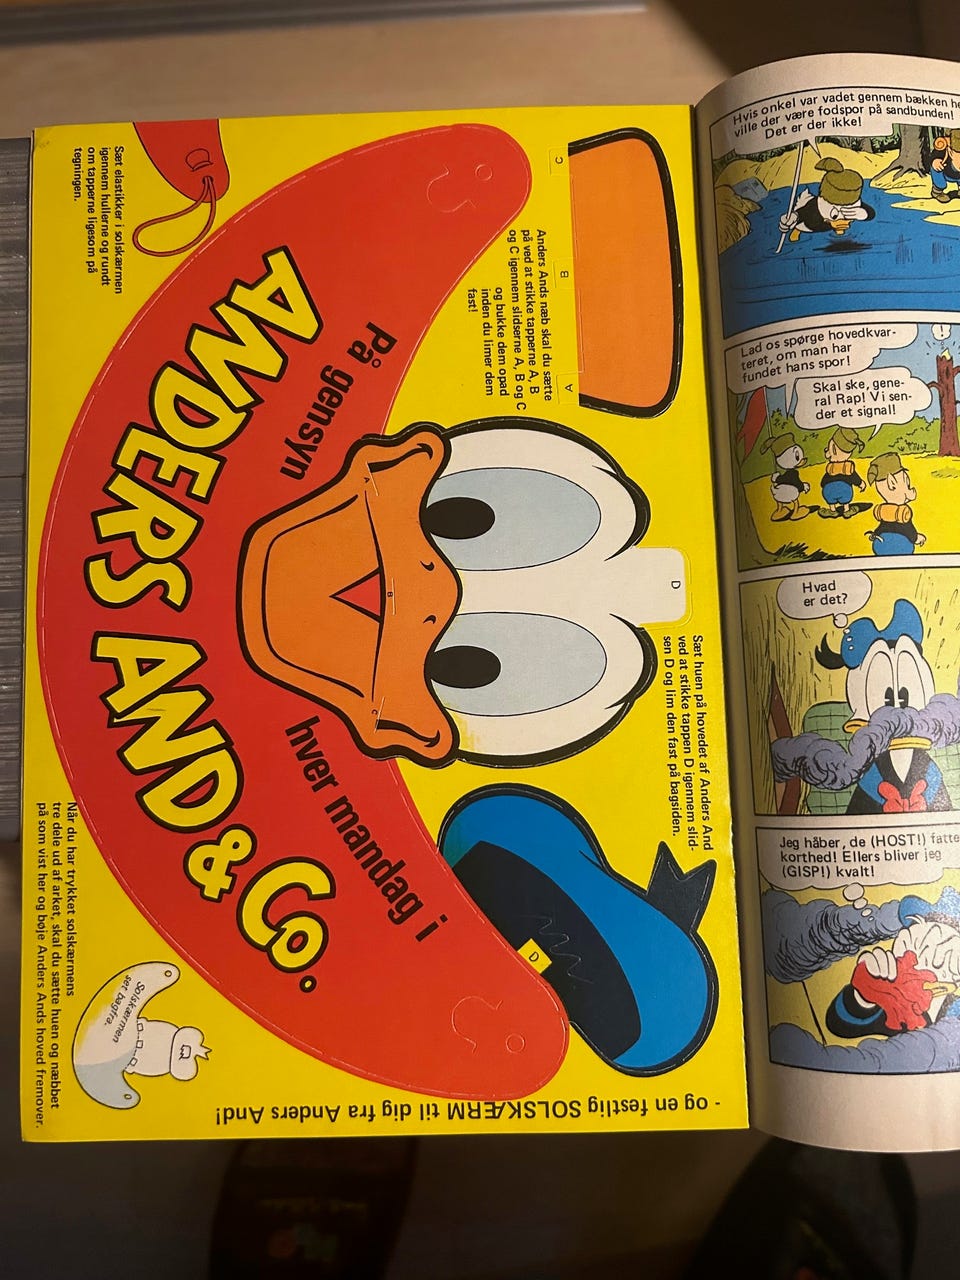 - og en festlig SOLSKÆRM til dig fra Anders And!
Sæt elastikker i solskærmen
igennem hullerne og rundt
om tapperne ligesom på
tegningen.
Anders Ands næb skal du sætte
på ved at stikke tapperne A, B
og C igennem slidserne A, B og C
og bukke dem opad
inden du limer dem
fast!
C
B
A
A
B
C
D
På gensyn
hver mandag i
ANDERS AND & Co.
Sæt huen på hovedet af Anders And
ved at stikke tappen D igennem slid-
sen D og lim den fast på bagsiden.
D
Når du har trykket solskærmens
tre dele ud af arket, skal du sætte huen og næbbet
på som vist her og bøje Anders Ands hoved fremover.
Solskærmen
set bagfra.
Hvis onkel var vadet gennem bækken
ville der være fodspor på sandbunden!
Det er der ikke!
Lad os spørge hovedkvar-
teret, om man har
fundet hans spor!
!
Skal ske, gene-
ral Rap! Vi sen-
der et signal!
Hvad
er det?
Jeg håber, de (HOST!)
korthed! Ellers bliver jeg
(GISP!) kvalt!